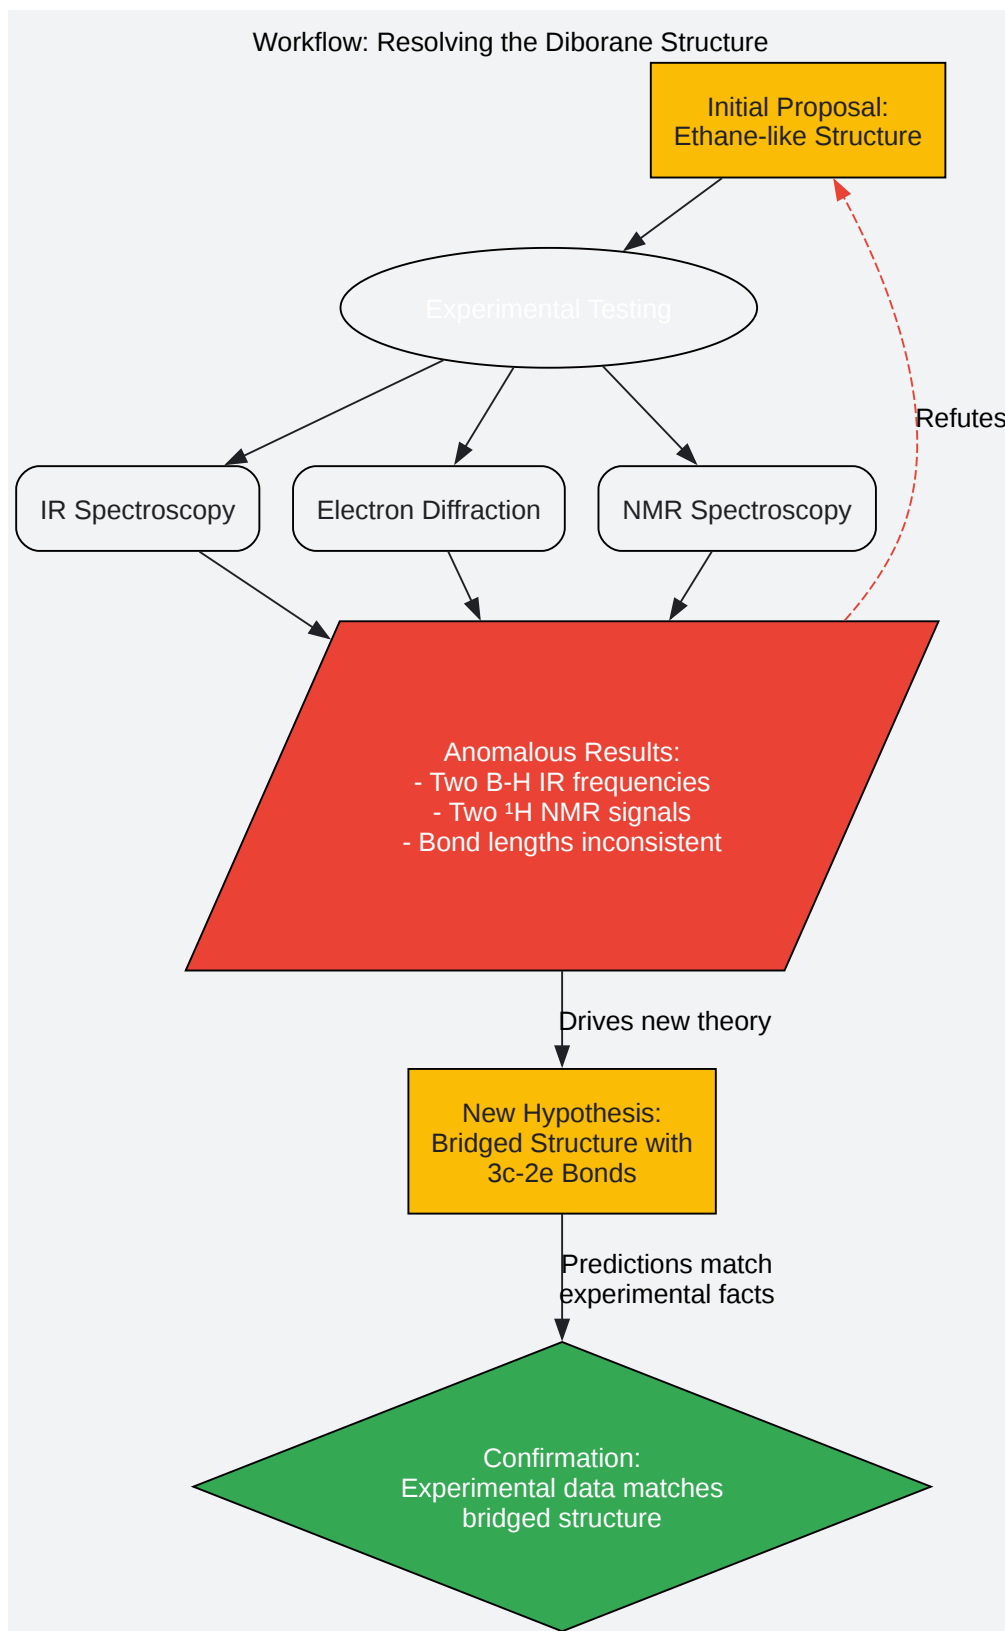 Workflow: Resolving the Diborane Structure
Initial Proposal:
Ethane-like Structure
Experimental Testing
Refutes
IR Spectroscopy
Electron Diffraction
NMR Spectroscopy
Anomalous Results:
- Two B-H IR frequencies
- Two ¹H NMR signals
- Bond lengths inconsistent
Drives new theory
New Hypothesis:
Bridged Structure with
3c-2e Bonds
Predictions match
experimental facts
Confirmation:
Experimental data matches
bridged structure